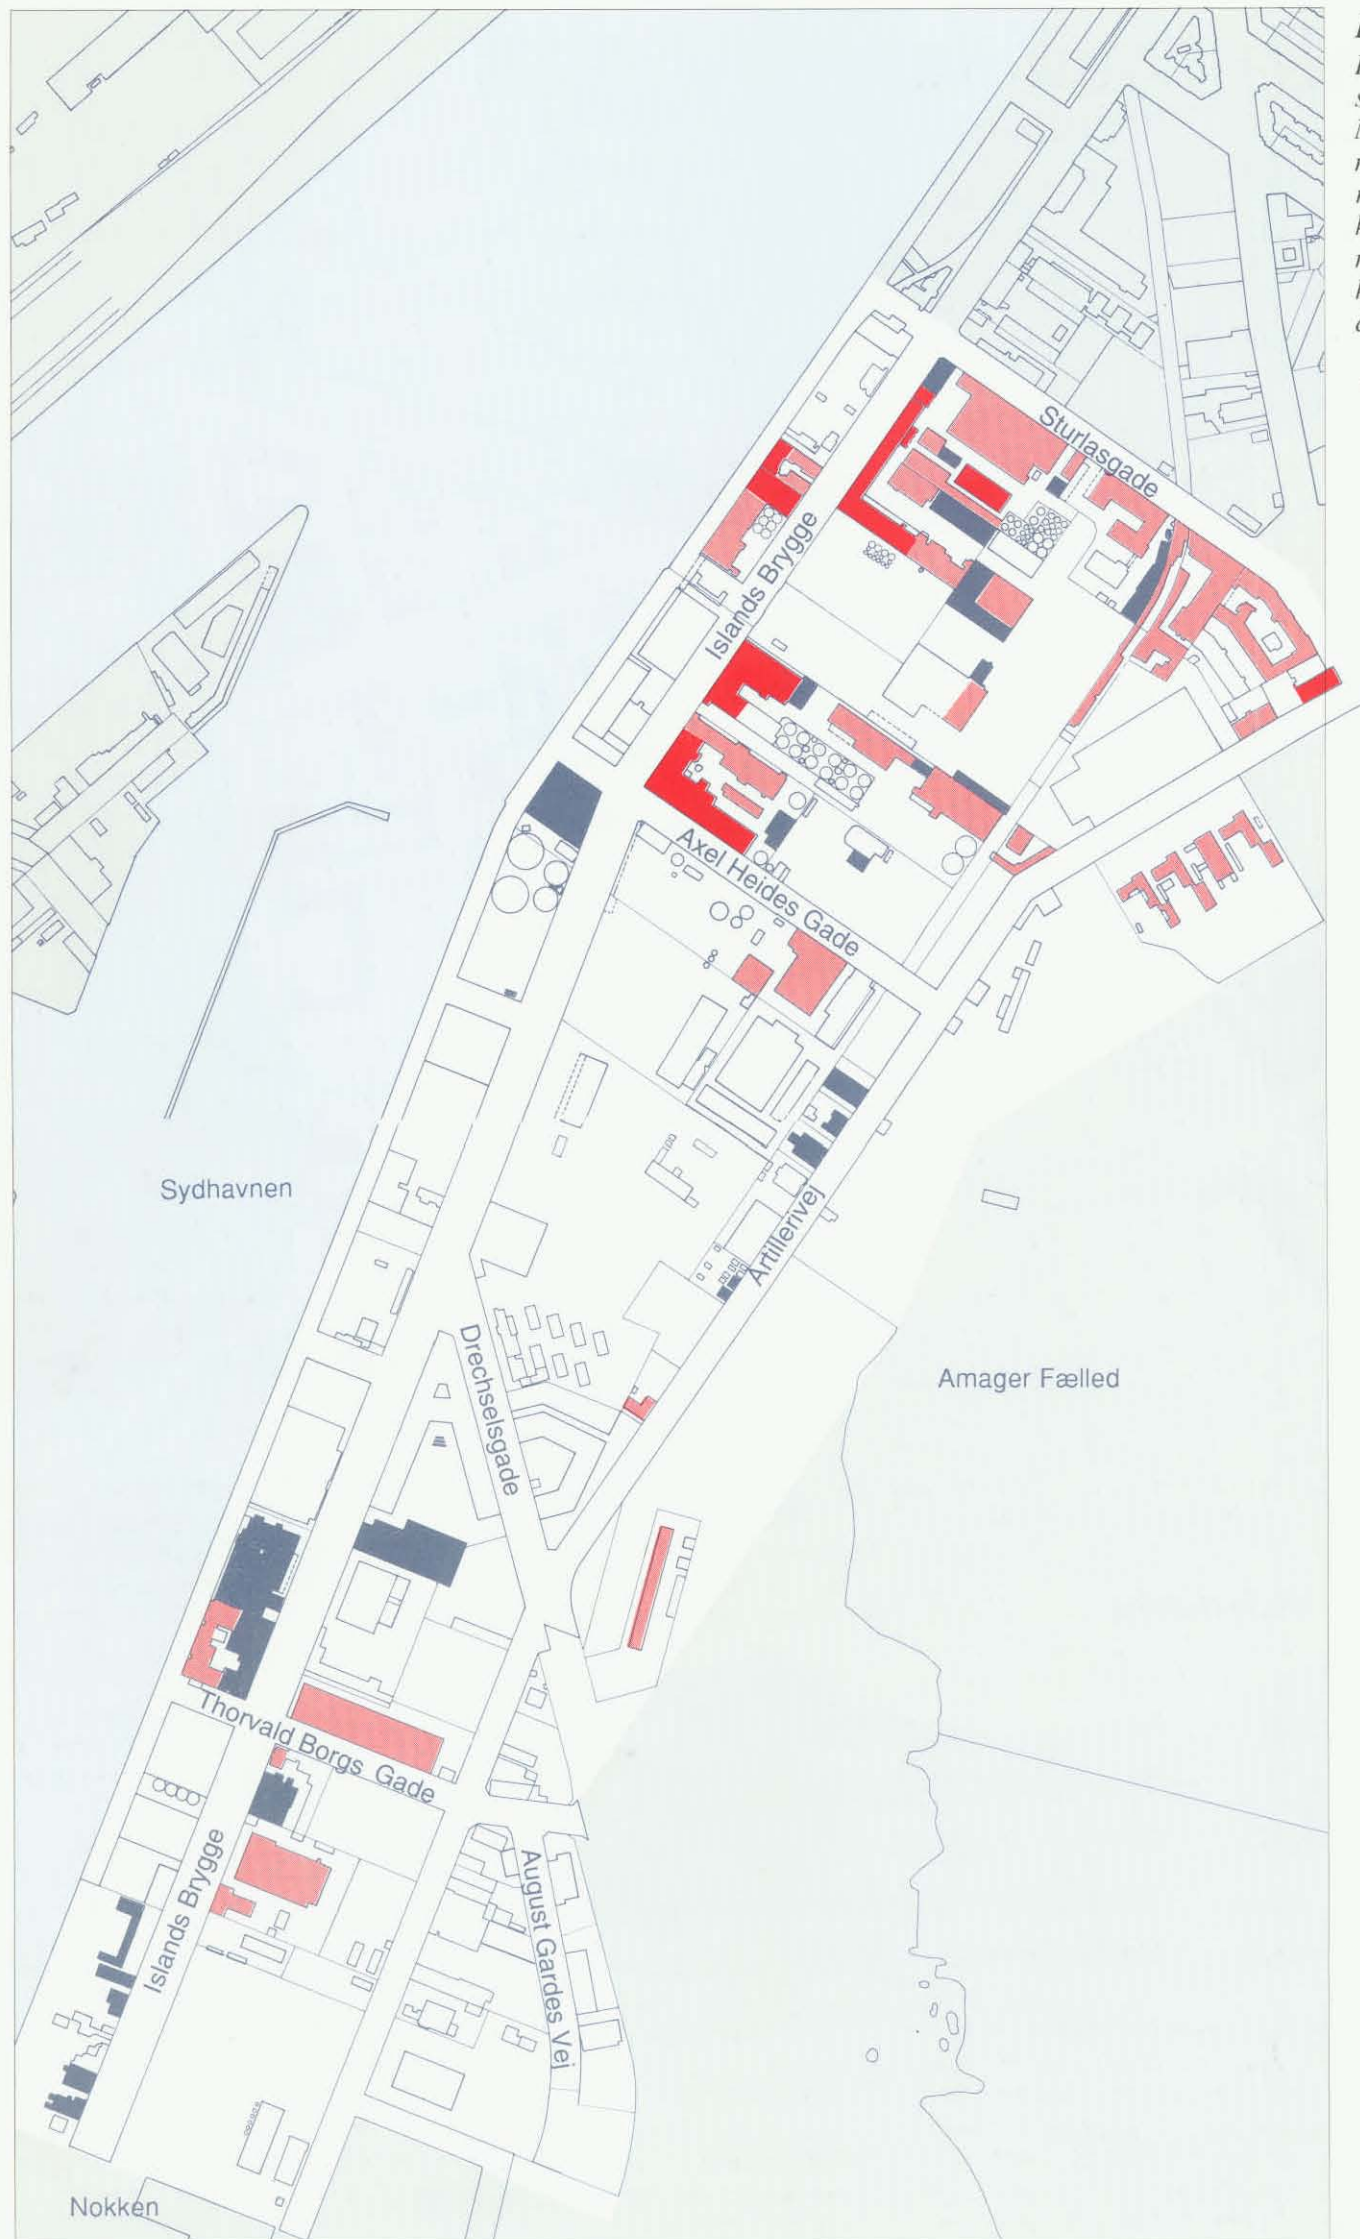 Sturlasgade
Islands Brygge
Axel Heides Gade
Sydhavnen
Artillerivej
Amager Fælled
Drechselsgade
Thorvald Borgs Gade
Islands Brygge
August Gardes Vej
Nokken